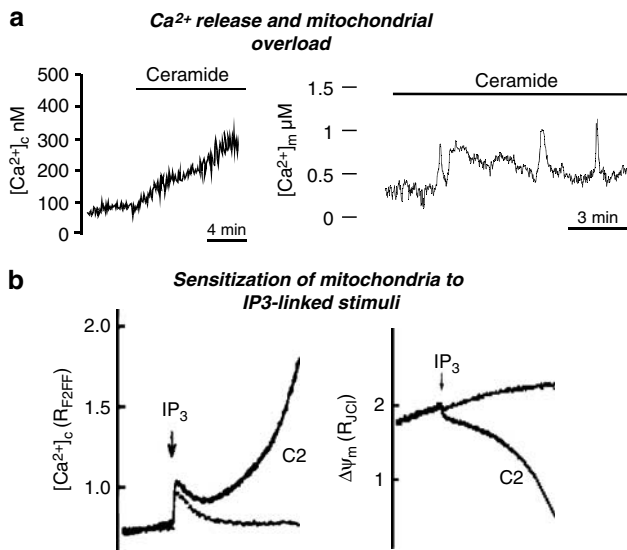 a
Ca²⁺ release and mitochondrial
overload
Ceramide
500
400
300
200
100
0
[Ca²⁺]c nM
4 min
Ceramide
1.5
1
0.5
0
[Ca²⁺]m µM
3 min
b
Sensitization of mitochondria to
IP3-linked stimuli
2.0
1.5
1.0
[Ca²⁺]c (R_F2FF)
IP₃
C2
2
1
Δψm (R_JCI)
IP₃
C2